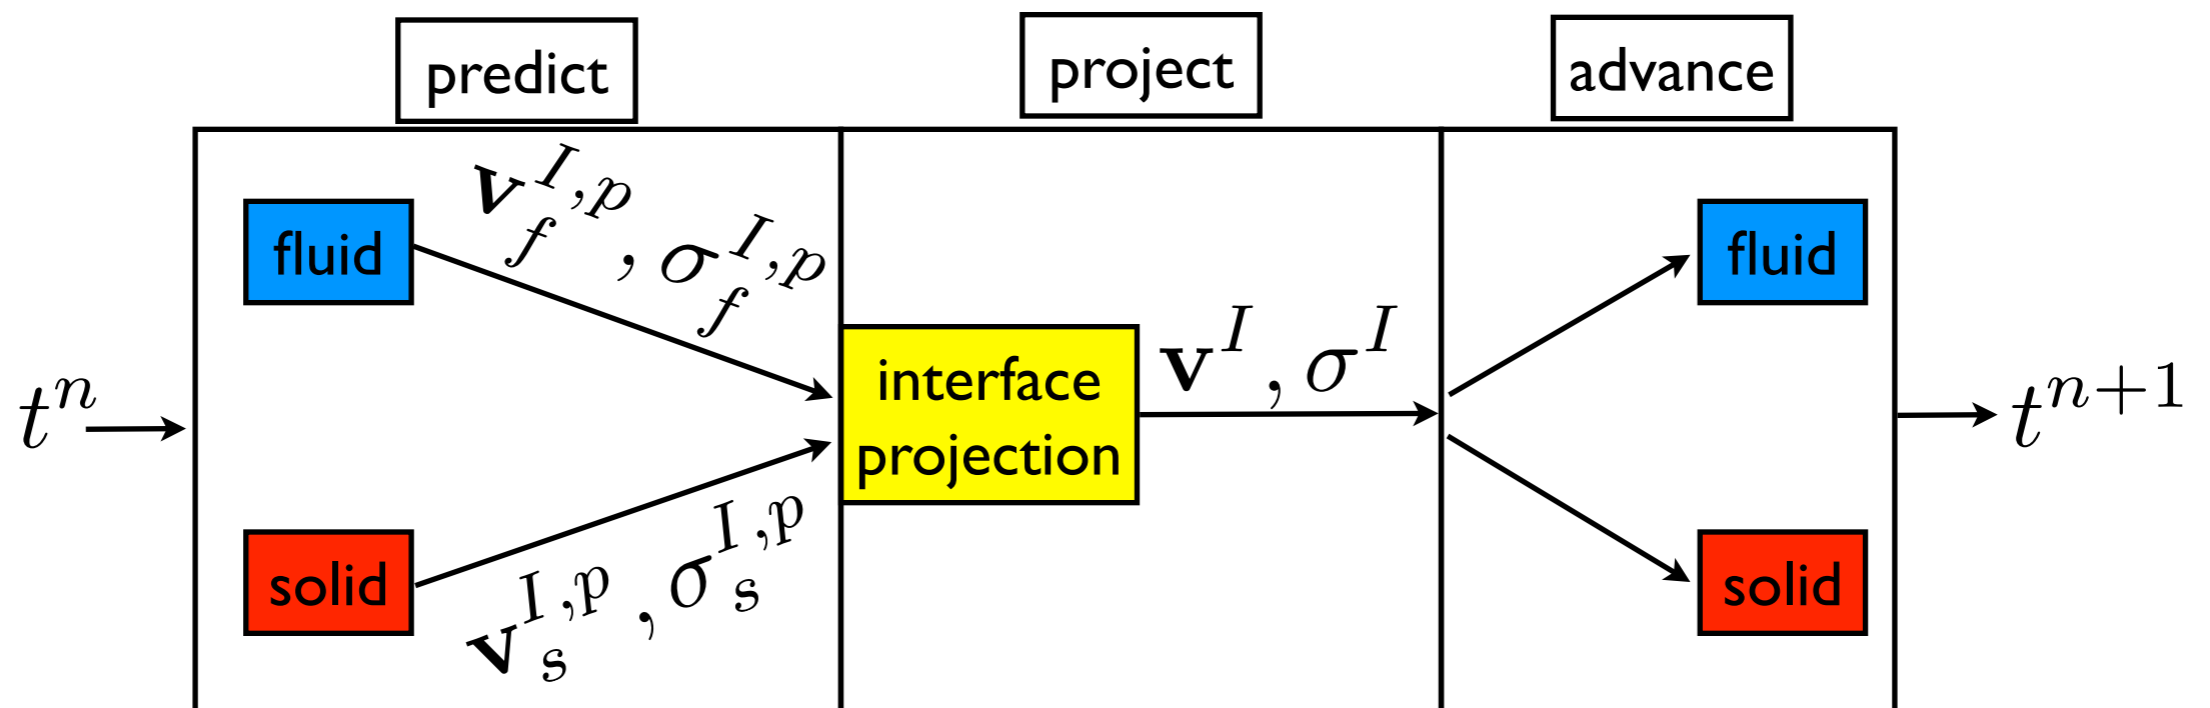 predict
project
advance
fluid
v_f^{I,p}, σ_f^{I,p}
fluid
interface
projection
v^I, σ^I
t^n
t^{n+1}
solid
v_s^{I,p}, σ_s^{I,p}
solid